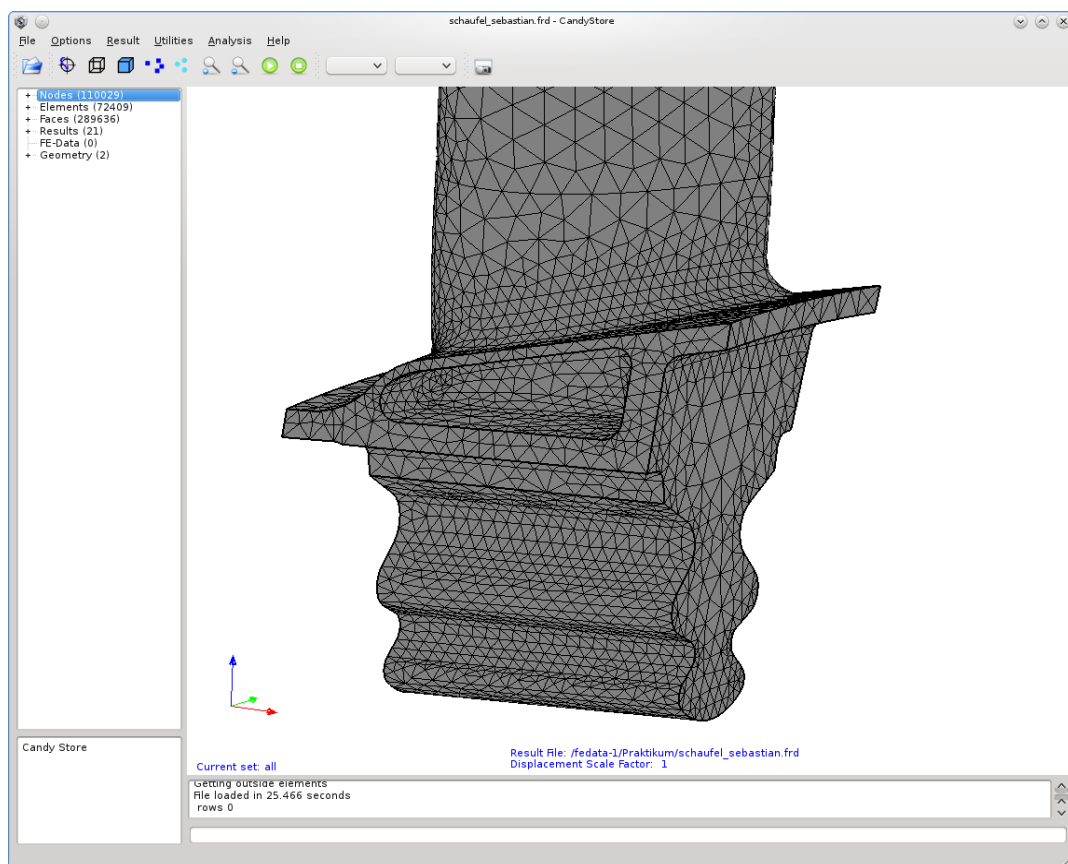 schaufel_sebastian.frd - CandyStore
File Options Result Utilities Analysis Help
Nodes (110029)
Elements (72409)
Faces (289636)
Results (21)
FE-Data (0)
Geometry (2)
Candy Store
Current set: all
Result File: /fedata-1/Praktikum/schaufel_sebastian.frd
Displacement Scale Factor: 1
Getting outside elements
File loaded in 25.466 seconds
rows 0